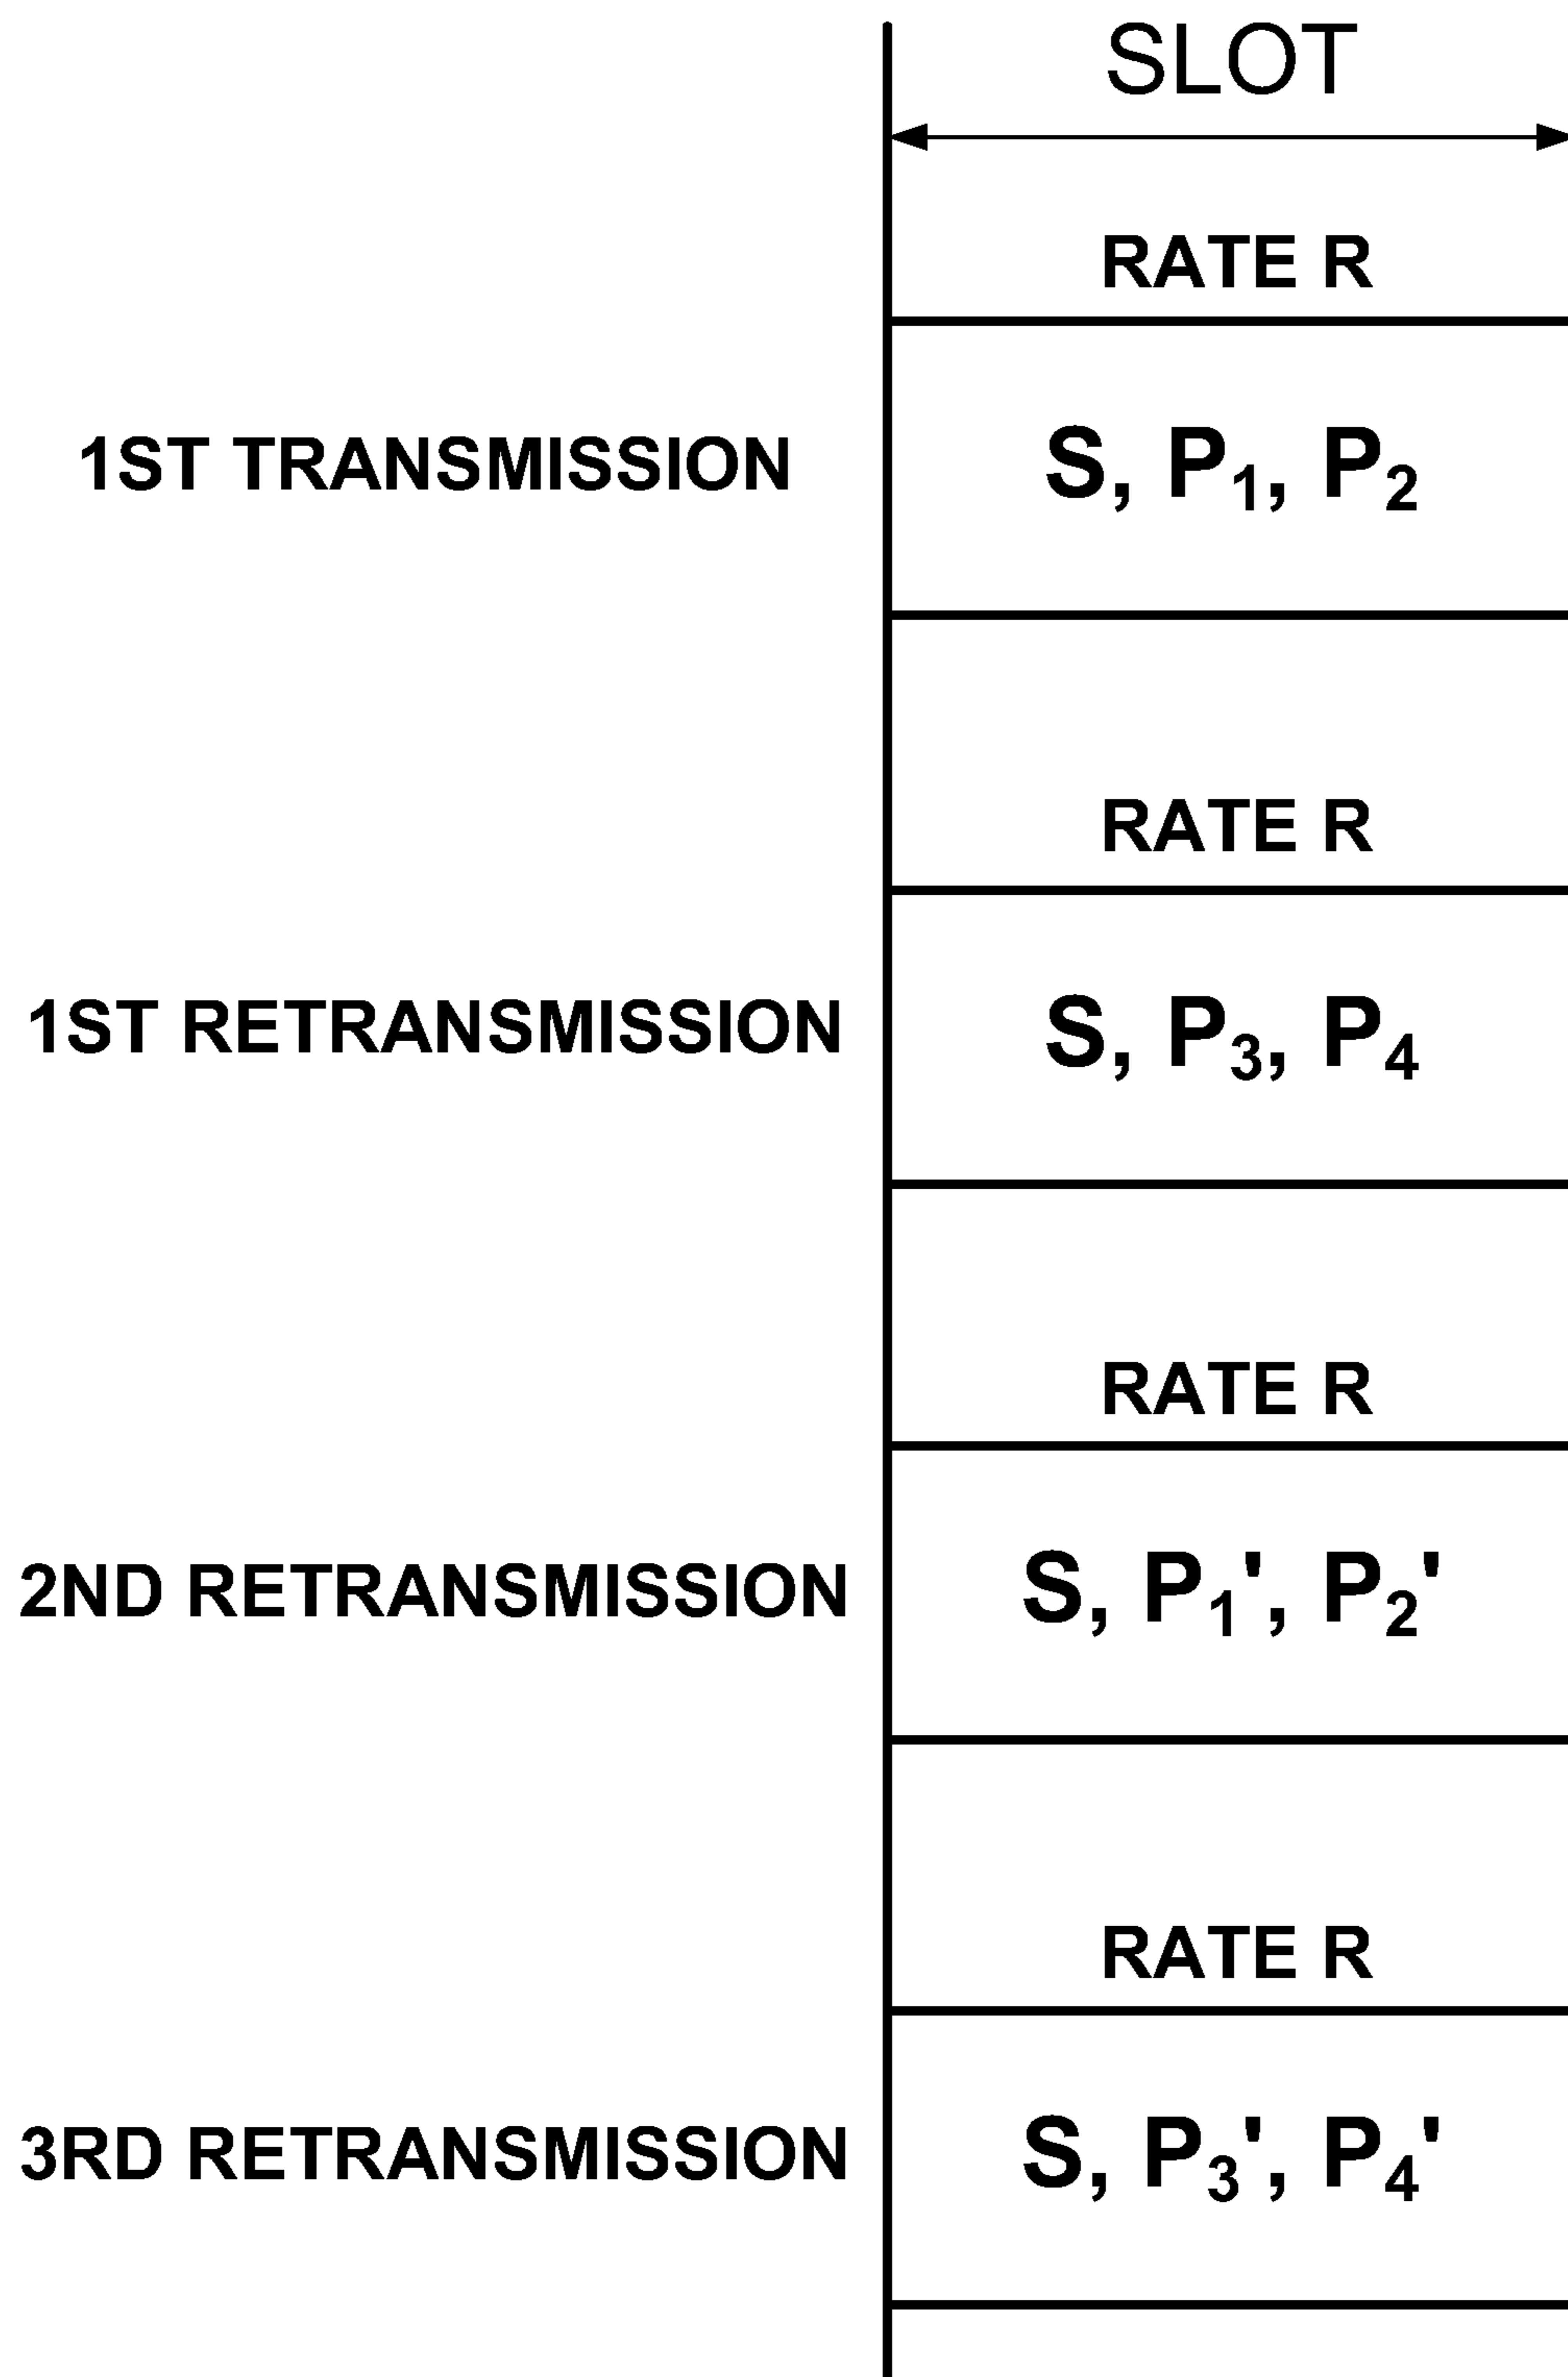 SLOT
RATE R
1ST TRANSMISSION
S, P₁, P₂
RATE R
1ST RETRANSMISSION
S, P₃, P₄
RATE R
2ND RETRANSMISSION
S, P₁', P₂'
RATE R
3RD RETRANSMISSION
S, P₃', P₄'